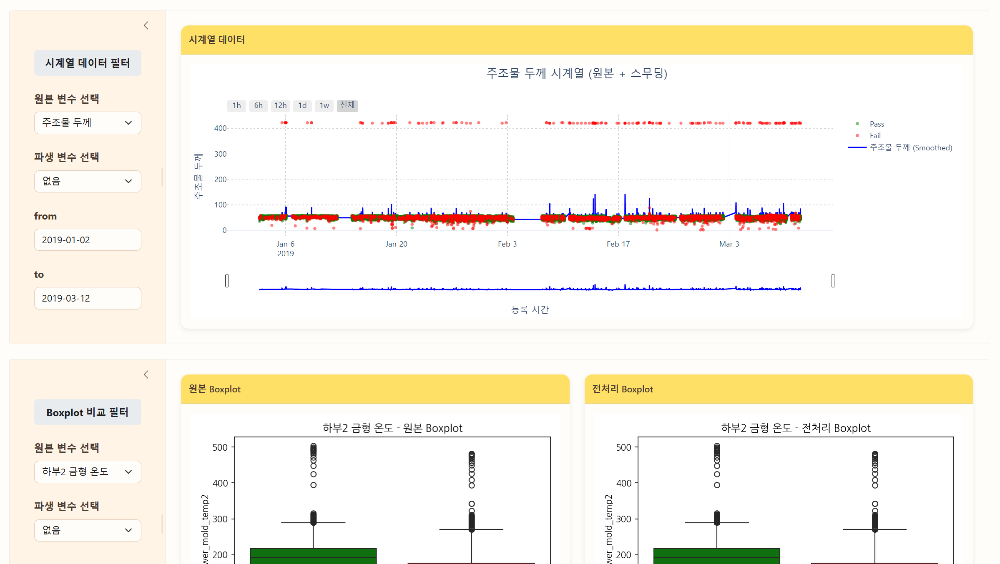 시계열 데이터 필터
원본 변수 선택
주조물 두께
파생 변수 선택
없음
from
2019-01-02
to
2019-03-12
시계열 데이터
주조물 두께 시계열 (원본 + 스무딩)
1h 6h 12h 1d 1w 전체
400
300
200
100
0
주조물 두께
Jan 6
2019
Jan 20
Feb 3
Feb 17
Mar 3
등록 시간
Pass
Fail
주조물 두께 (Smoothed)
Boxplot 비교 필터
원본 변수 선택
하부2 금형 온도
파생 변수 선택
없음
원본 Boxplot
하부2 금형 온도 - 원본 Boxplot
500
400
300
200
wer_mold_temp2
전처리 Boxplot
하부2 금형 온도 - 전처리 Boxplot
500
400
300
200
wer_mold_temp2